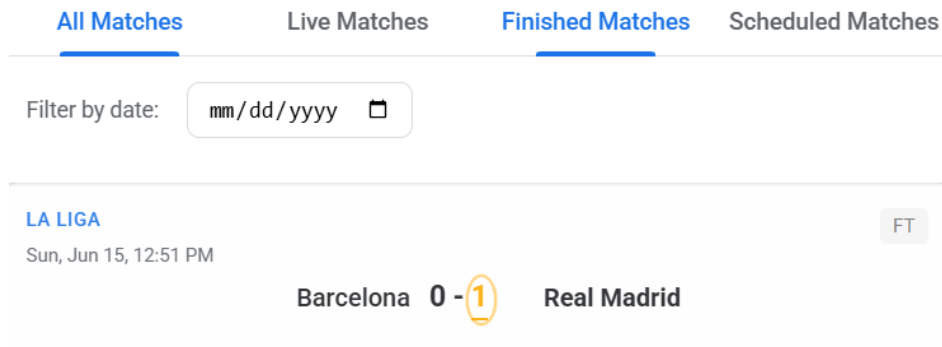 All Matches Live Matches Finished Matches Scheduled Matches
Filter by date: mm/dd/yyyy
LA LIGA FT
Sun, Jun 15, 12:51 PM
Barcelona 0 - 1 Real Madrid